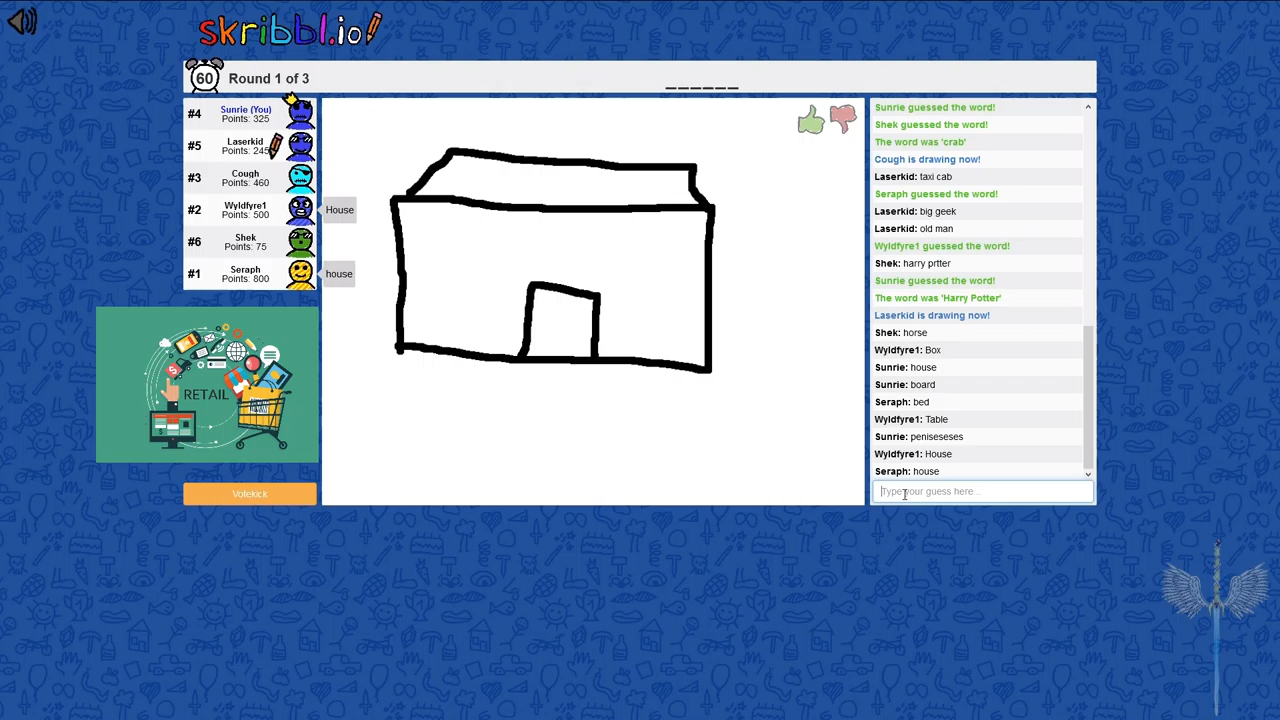 skribbl.io
60
Round 1 of 3
______
#4
Sunrie (You)
Points: 325
#5
Laserkid
Points: 245
#3
Cough
Points: 460
#2
Wyldfyre1
Points: 500
House
#6
Shek
Points: 75
#1
Seraph
Points: 800
house
RETAIL
Votekick
Sunrie guessed the word!
Shek guessed the word!
The word was 'crab'
Cough is drawing now!
Laserkid: taxi cab
Seraph guessed the word!
Laserkid: big geek
Laserkid: old man
Wyldfyre1 guessed the word!
Shek: harry prtter
Sunrie guessed the word!
The word was 'Harry Potter'
Laserkid is drawing now!
Shek: horse
Wyldfyre1: Box
Sunrie: house
Sunrie: board
Seraph: bed
Wyldfyre1: Table
Sunrie: peniseseses
Wyldfyre1: House
Seraph: house
Type your guess here...